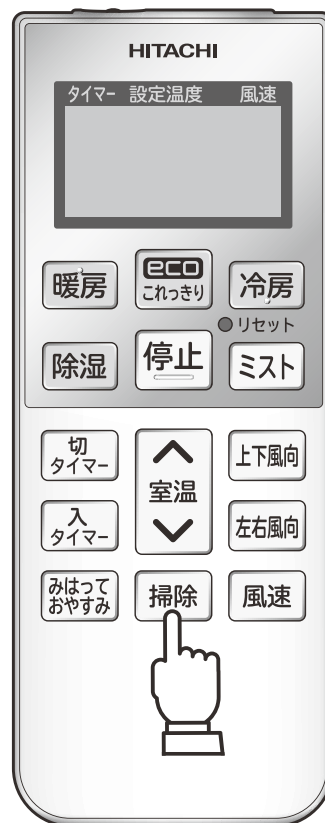 HITACHI
タイマー 設定温度 風速
暖房
eco
これっきり
冷房
リセット
除湿
停止
ミスト
切
タイマー
室温
上下風向
入
タイマー
左右風向
みはって
おやすみ
掃除
風速